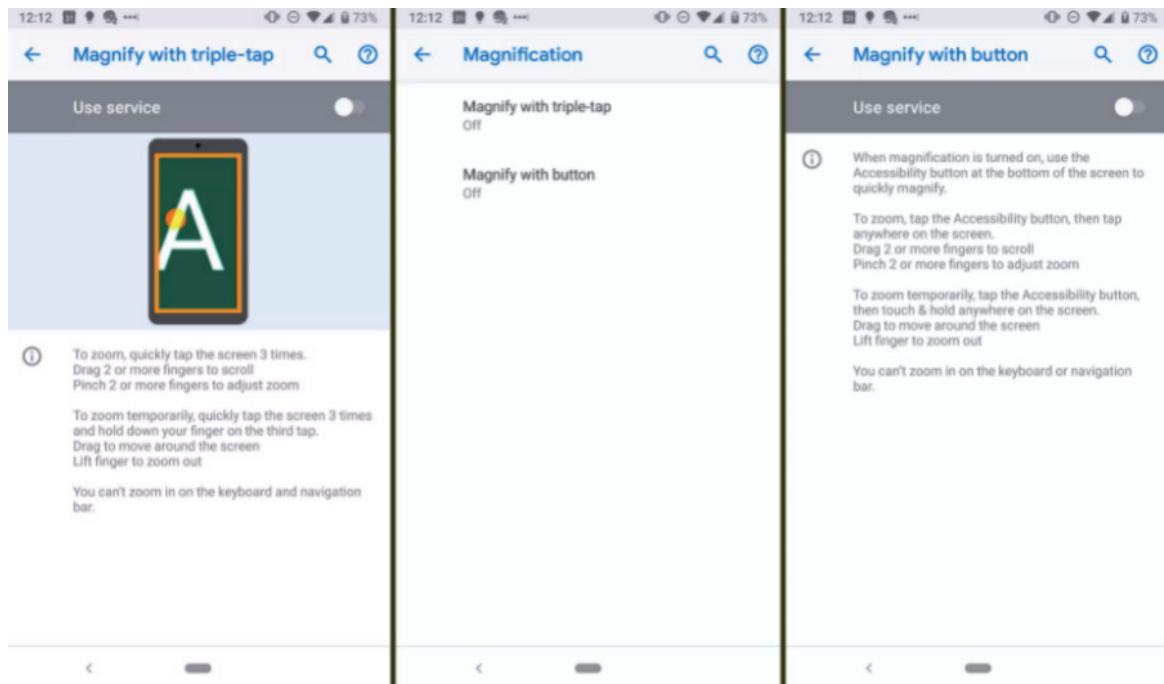 12:12
73%
Magnify with triple-tap
Use service
A
To zoom, quickly tap the screen 3 times.
Drag 2 or more fingers to scroll
Pinch 2 or more fingers to adjust zoom
To zoom temporarily, quickly tap the screen 3 times
and hold down your finger on the third tap.
Drag to move around the screen
Lift finger to zoom out
You can't zoom in on the keyboard and navigation
bar.
12:12
73%
Magnification
Magnify with triple-tap
Off
Magnify with button
Off
12:12
73%
Magnify with button
Use service
When magnification is turned on, use the
Accessibility button at the bottom of the screen to
quickly magnify.
To zoom, tap the Accessibility button, then tap
anywhere on the screen.
Drag 2 or more fingers to scroll
Pinch 2 or more fingers to adjust zoom
To zoom temporarily, tap the Accessibility button,
then touch & hold anywhere on the screen.
Drag to move around the screen
Lift finger to zoom out
You can't zoom in on the keyboard or navigation
bar.